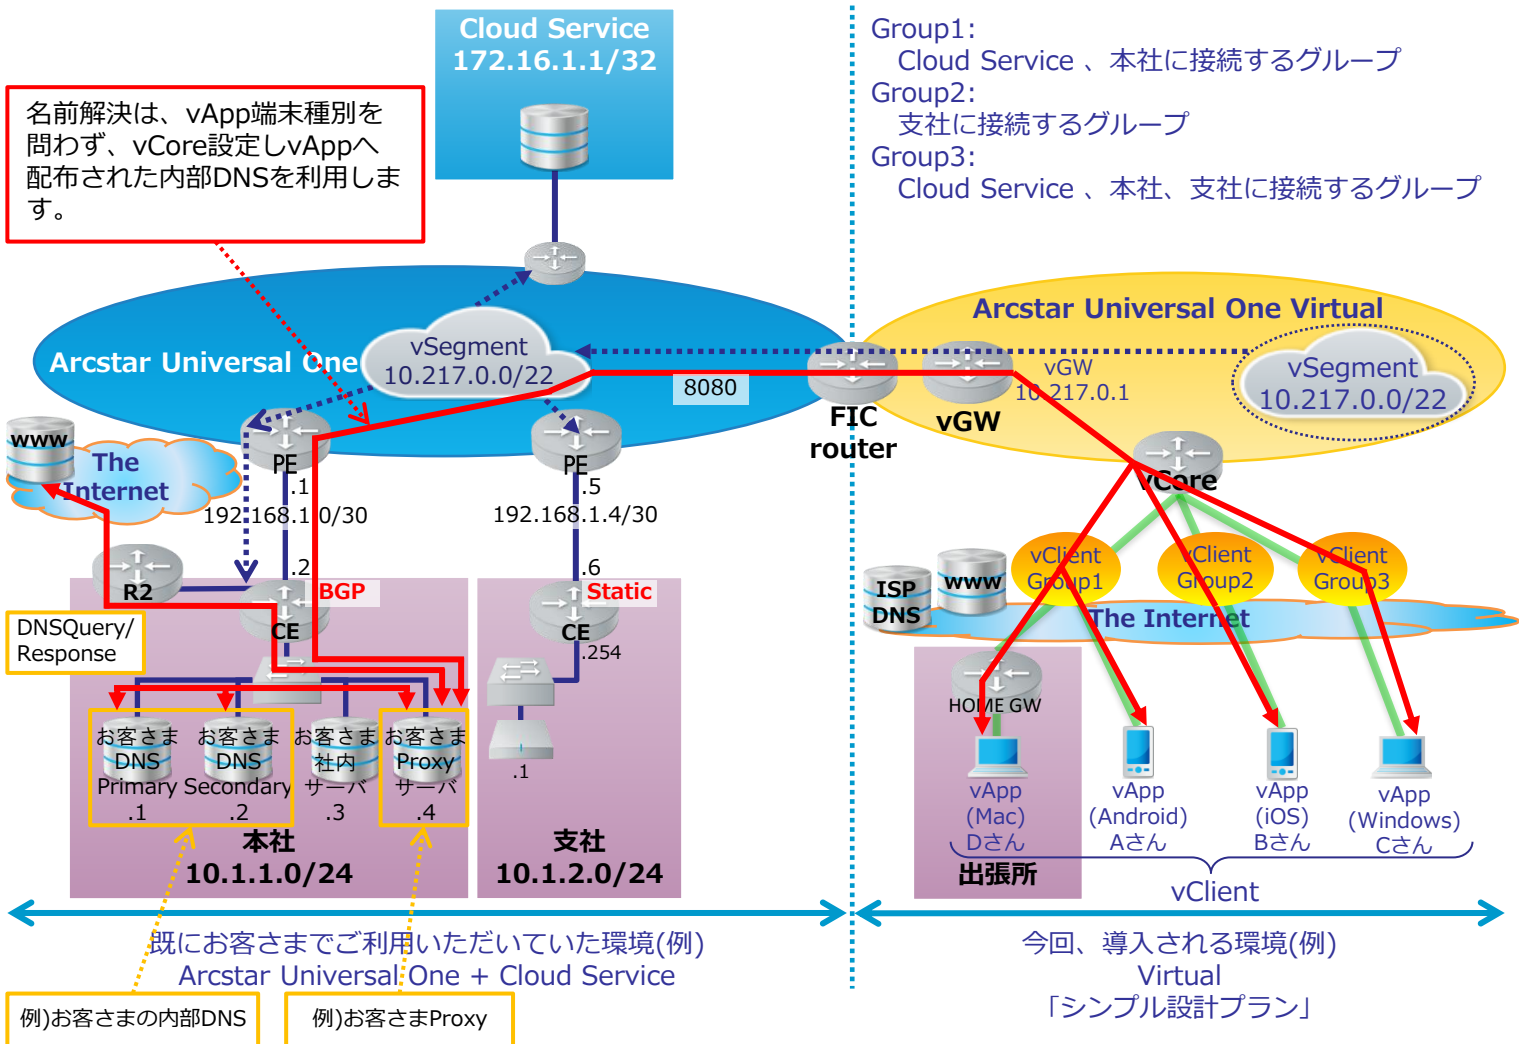 Cloud Service
172.16.1.1/32
Group1:
Cloud Service 、本社に接続するグループ
Group2:
支社に接続するグループ
Group3:
Cloud Service 、本社、支社に接続するグループ
名前解決は、vApp端末種別を
問わず、vCore設定しvAppへ
配布された内部DNSを利用しま
す。
Arcstar Universal One
vSegment
10.217.0.0/22
8080
FIC
router
Arcstar Universal One Virtual
vGW
10.217.0.1
vGW
vSegment
10.217.0.0/22
vCore
www
The
Internet
PE
.1
192.168.1.0/30
.2
PE
.5
192.168.1.4/30
.6
R2
BGP
CE
Static
CE
.254
DNSQuery/
Response
お客さま
DNS
Primary
.1
お客さま
DNS
Secondary
.2
お客さま
社内
サーバ
.3
お客さま
Proxy
サーバ
.4
.1
本社
10.1.1.0/24
支社
10.1.2.0/24
ISP
DNS
www
vClient
Group1
vClient
Group2
vClient
Group3
The Internet
HOME GW
vApp
(Mac)
Dさん
vApp
(Android)
Aさん
vApp
(iOS)
Bさん
vApp
(Windows)
Cさん
出張所
vClient
既にお客さまでご利用いただいていた環境(例)
Arcstar Universal One + Cloud Service
今回、導入される環境(例)
Virtual
「シンプル設計プラン」
例)お客さまの内部DNS
例)お客さまProxy